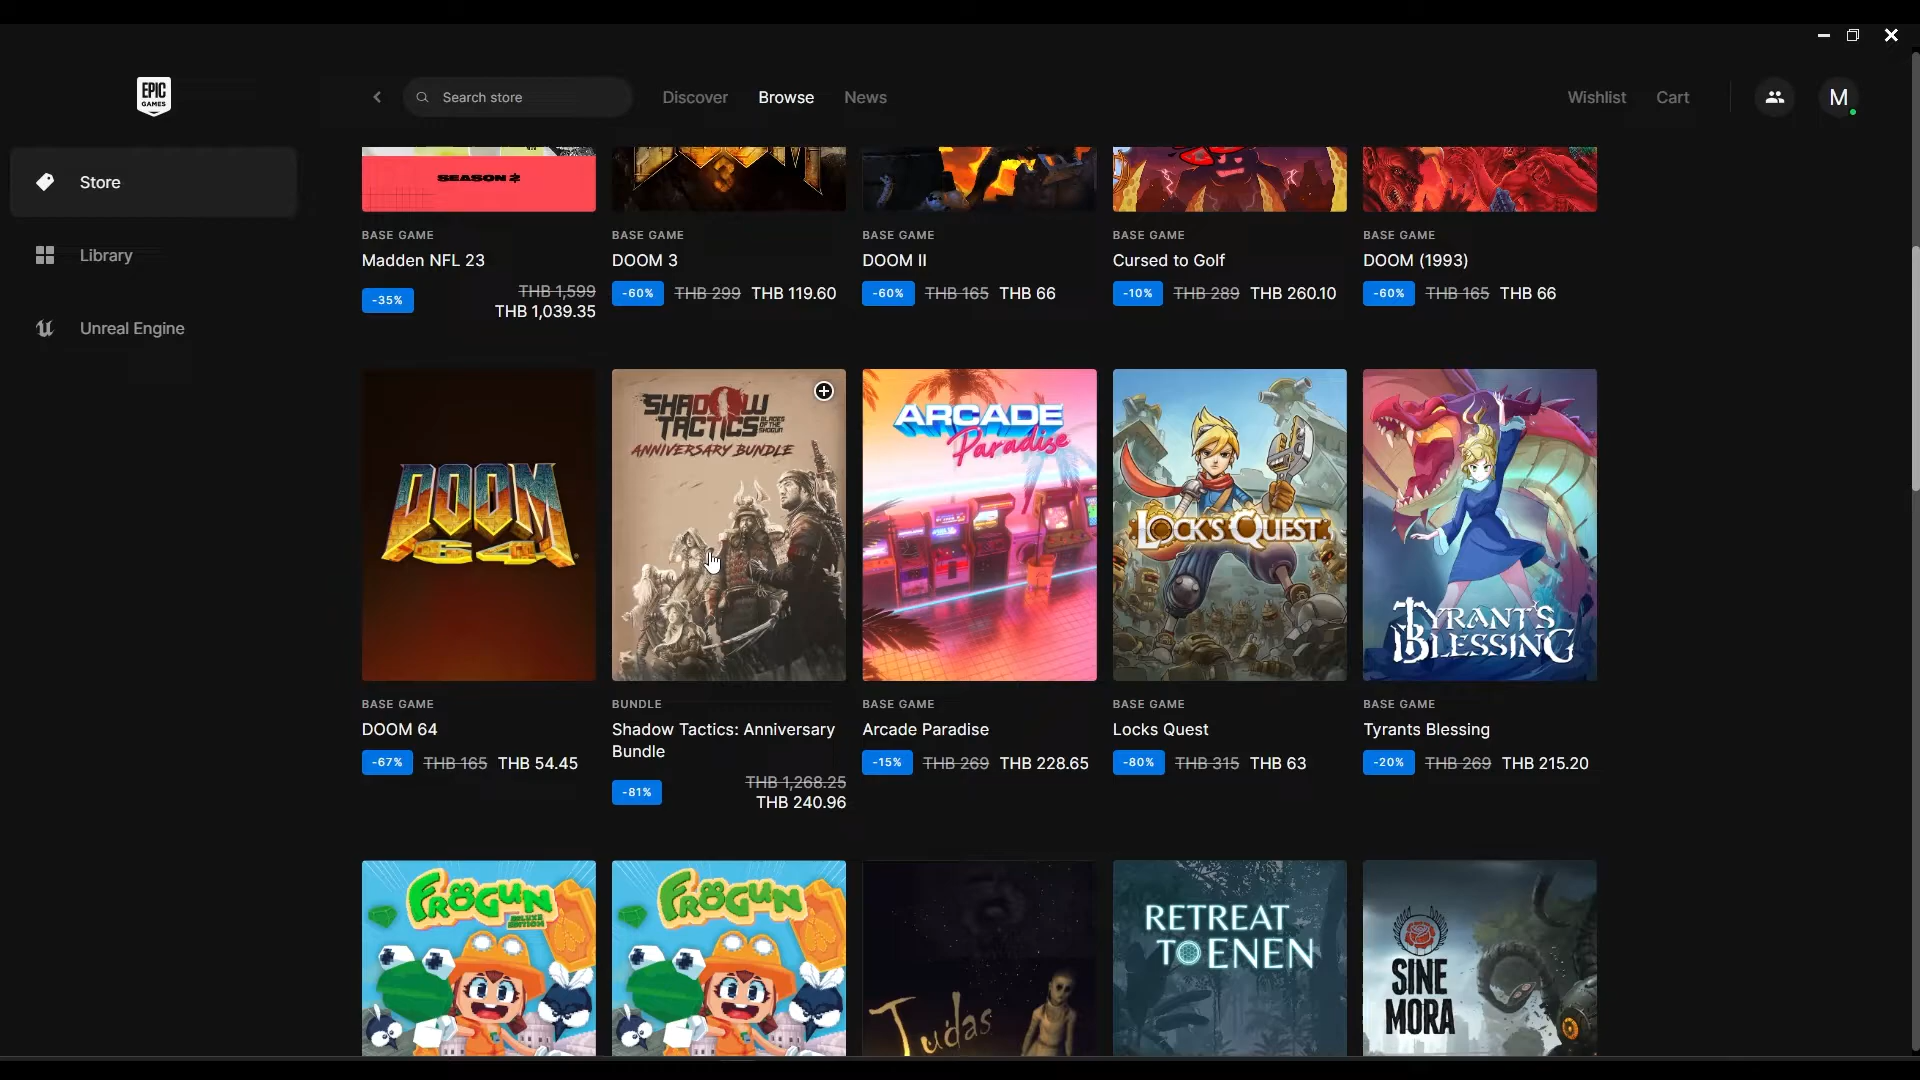 EPIC
GAMES
Search store
Discover
Browse
News
Wishlist
Cart
M
Store
Library
Unreal Engine
SEASON 2
3
BASE GAME
Madden NFL 23
-35%
THB 1,599
THB 1,039.35
BASE GAME
DOOM 3
-60%
THB 299
THB 119.60
BASE GAME
DOOM II
-60%
THB 165
THB 66
BASE GAME
Cursed to Golf
-10%
THB 289
THB 260.10
BASE GAME
DOOM (1993)
-60%
THB 165
THB 66
DOOM
64
SHADOW
TACTICS
BLADES
OF THE
SHOGUN
ANNIVERSARY BUNDLE
ARCADE
Paradise
LOCK'S QUEST
TYRANT'S
BLESSING
BASE GAME
DOOM 64
-67%
THB 165
THB 54.45
BUNDLE
Shadow Tactics: Anniversary
Bundle
-81%
THB 1,268.25
THB 240.96
BASE GAME
Arcade Paradise
-15%
THB 269
THB 228.65
BASE GAME
Locks Quest
-80%
THB 315
THB 63
BASE GAME
Tyrants Blessing
-20%
THB 269
THB 215.20
FROGUN
DELUXE
EDITION
FROGUN
Judas
RETREAT
TO ENEN
SINE
MORA